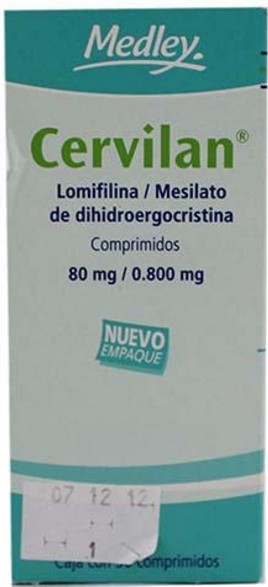 Medley.
Cervilan®
Lomifilina / Mesilato
de dihidroergocristina
Comprimidos
80 mg / 0.800 mg
NUEVO
EMPAQUE
07 12 12.
1
Caja con comprimidos